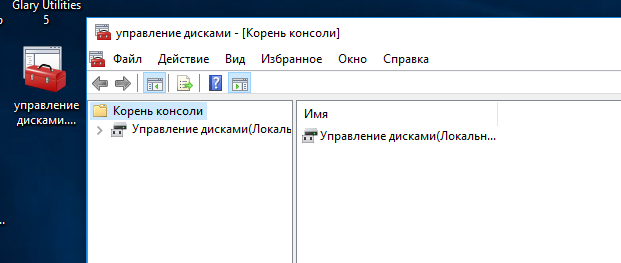 Glary Utilities
5
управление
дисками....
управление дисками - [Корень консоли]
Файл Действие Вид Избранное Окно Справка
Корень консоли
Управление дисками(Локаль
Имя
Управление дисками(Локальн...
...